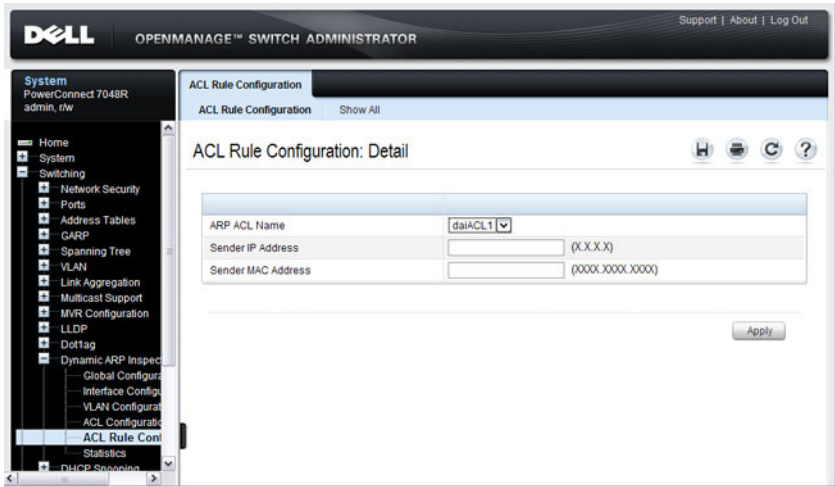 Support | About | Log Out
DELL
OPENMANAGE™ SWITCH ADMINISTRATOR
System
PowerConnect 7048R
admin, r/w
ACL Rule Configuration
ACL Rule Configuration Show All
Home
System
Switching
Network Security
Ports
Address Tables
GARP
Spanning Tree
VLAN
Link Aggregation
Multicast Support
MVR Configuration
LLDP
Dot1ag
Dynamic ARP Inspec
Global Configura
Interface Configu
VLAN Configurat
ACL Configuratio
ACL Rule Conf
Statistics
DHCP Snooping
ACL Rule Configuration: Detail
ARP ACL Name daiACL1
Sender IP Address (X.X.X.X)
Sender MAC Address (XXXX.XXXX.XXXX)
Apply